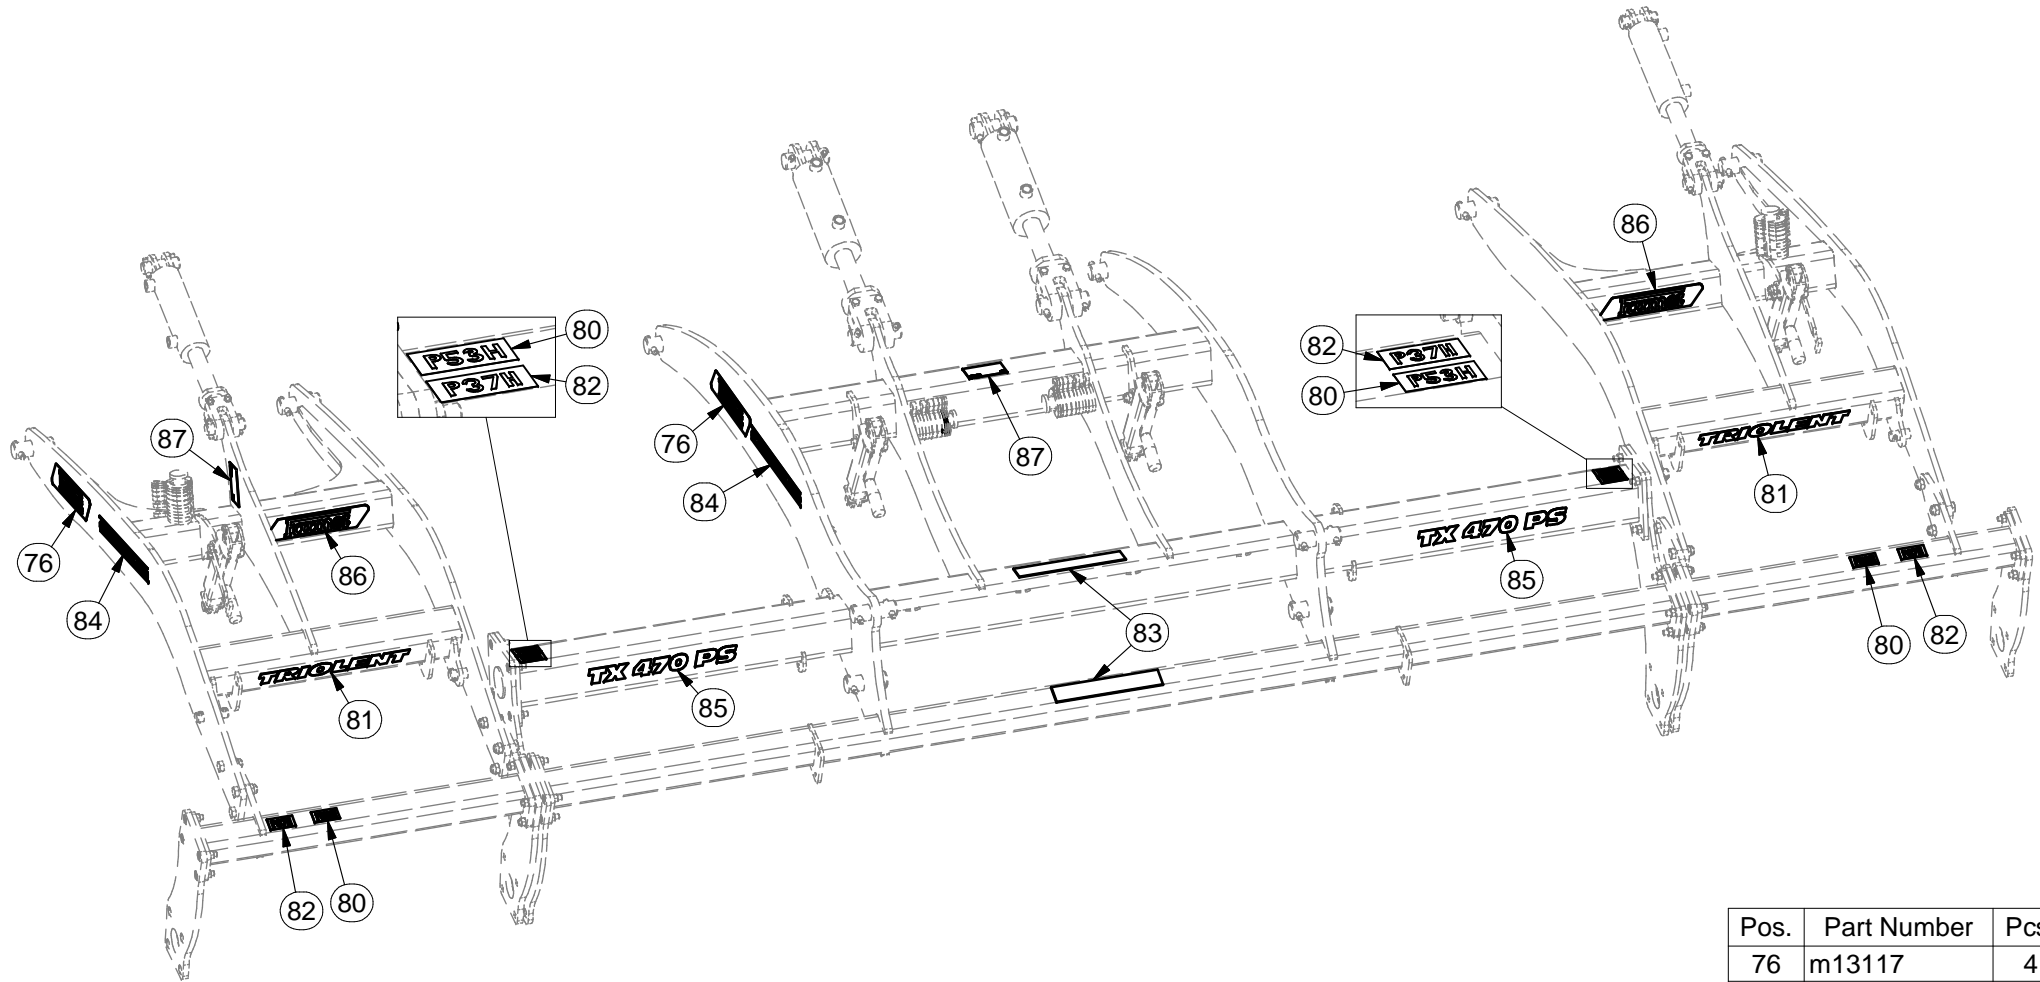 86
80
P53H
P37H
82
82
P37H
P53H
80
76
87
87
84
TRIOLENT
81
TX 470 PS
85
76
86
84
83
80
82
TX 470 PS
85
TRIOLENT
81
82
80
Pos. Part Number Pcs
76 m13117 4